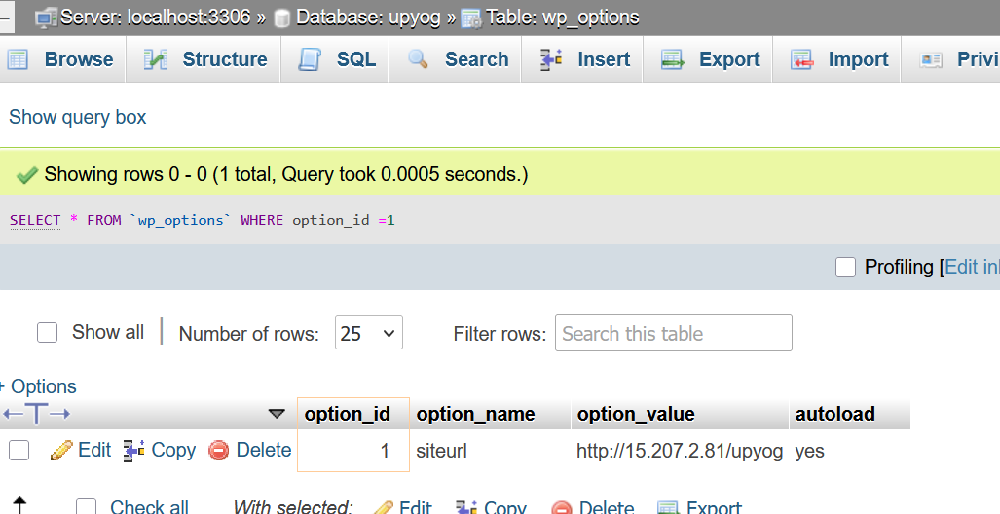 Server: localhost:3306 » Database: upyog » Table: wp_options
Browse Structure SQL Search Insert Export Import Privi
Show query box
Showing rows 0 - 0 (1 total, Query took 0.0005 seconds.)
SELECT * FROM `wp_options` WHERE option_id =1
Profiling [Edit inl
Show all | Number of rows: 25 Filter rows: Search this table
+ Options
←T→ option_id option_name option_value autoload
Edit Copy Delete 1 siteurl http://15.207.2.81/upyog yes
Check all With selected: Edit Copy Delete Export